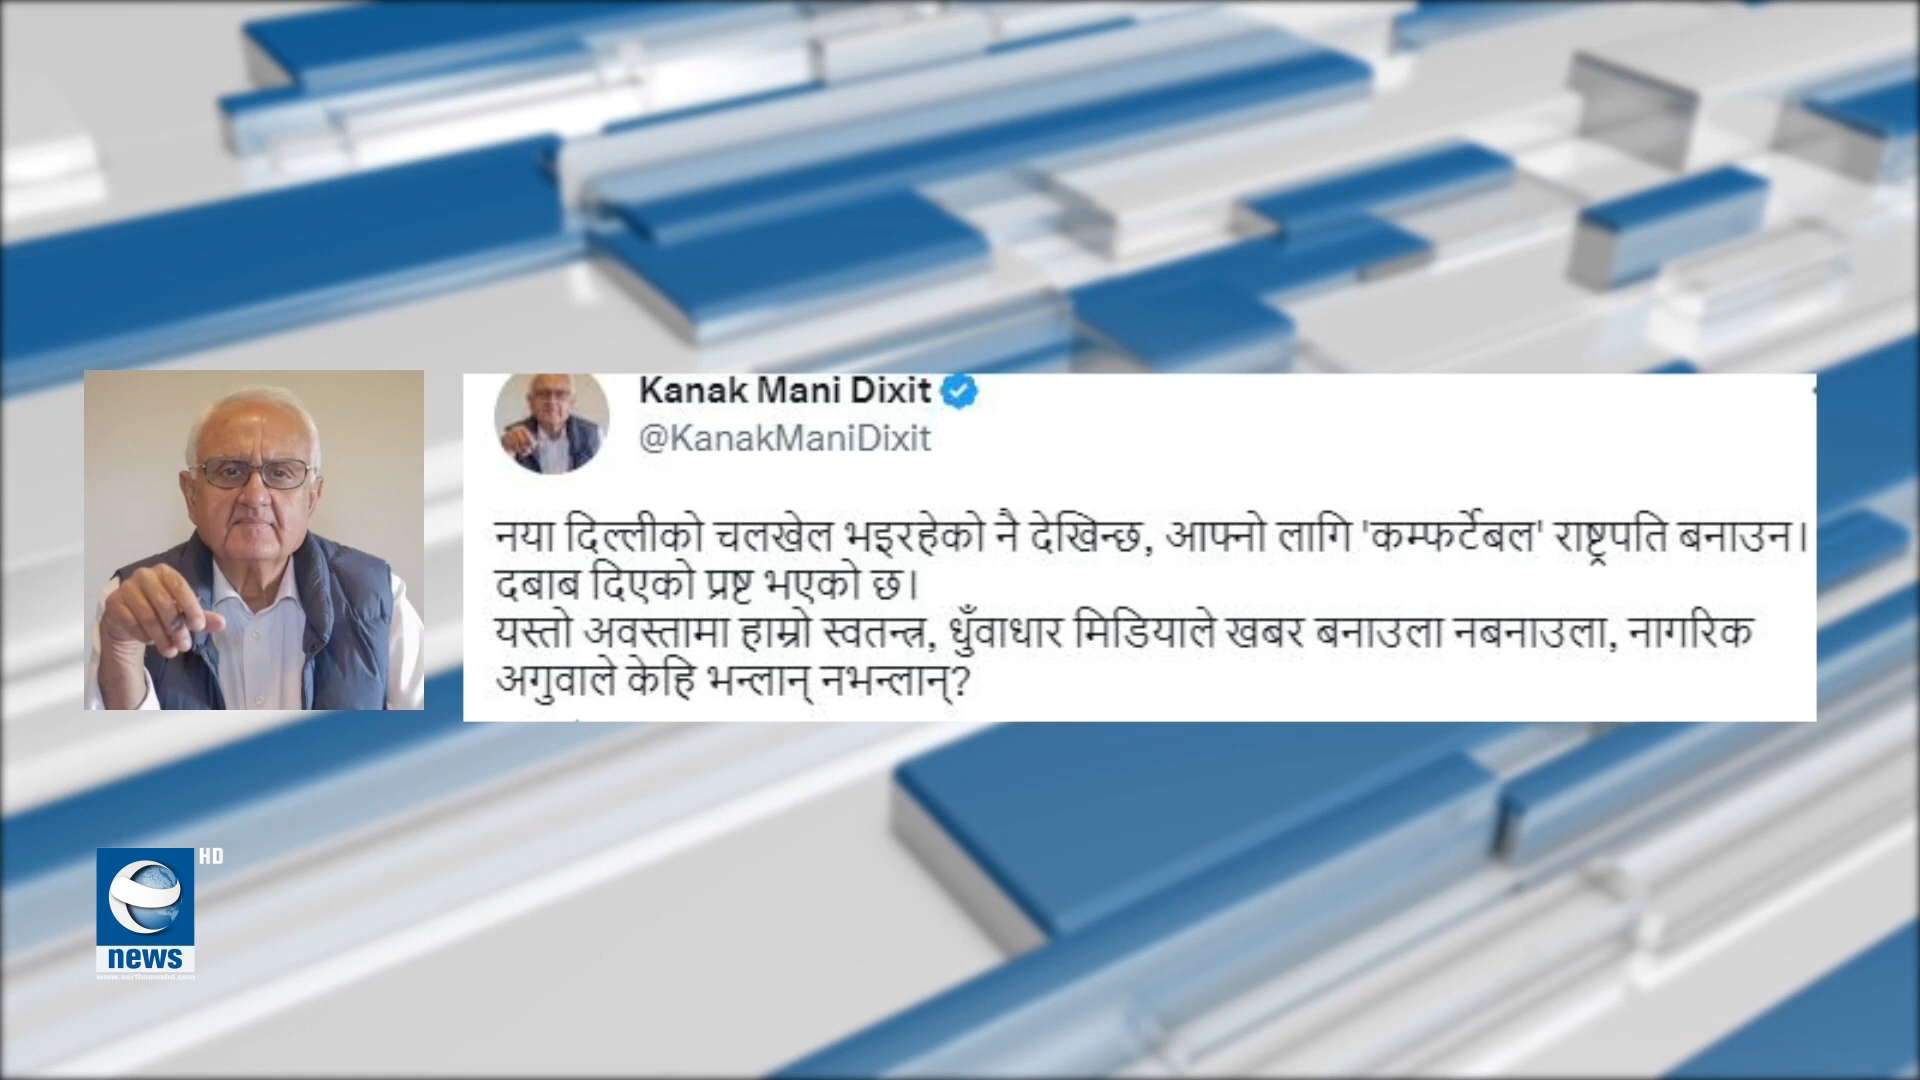 Kanak Mani Dixit
@KanakManiDixit
नया दिल्लीको चलखेल भइरहेको नै देखिन्छ, आफ्नो लागि 'कम्फर्टेबल' राष्ट्रपति बनाउन।
दबाब दिएको प्रष्ट भएको छ।
यस्तो अवस्तामा हाम्रो स्वतन्त्र, धुँवाधार मिडियाले खबर बनाउला नबनाउला, नागरिक
अगुवाले केहि भन्लान् नभन्लान्?
HD
news